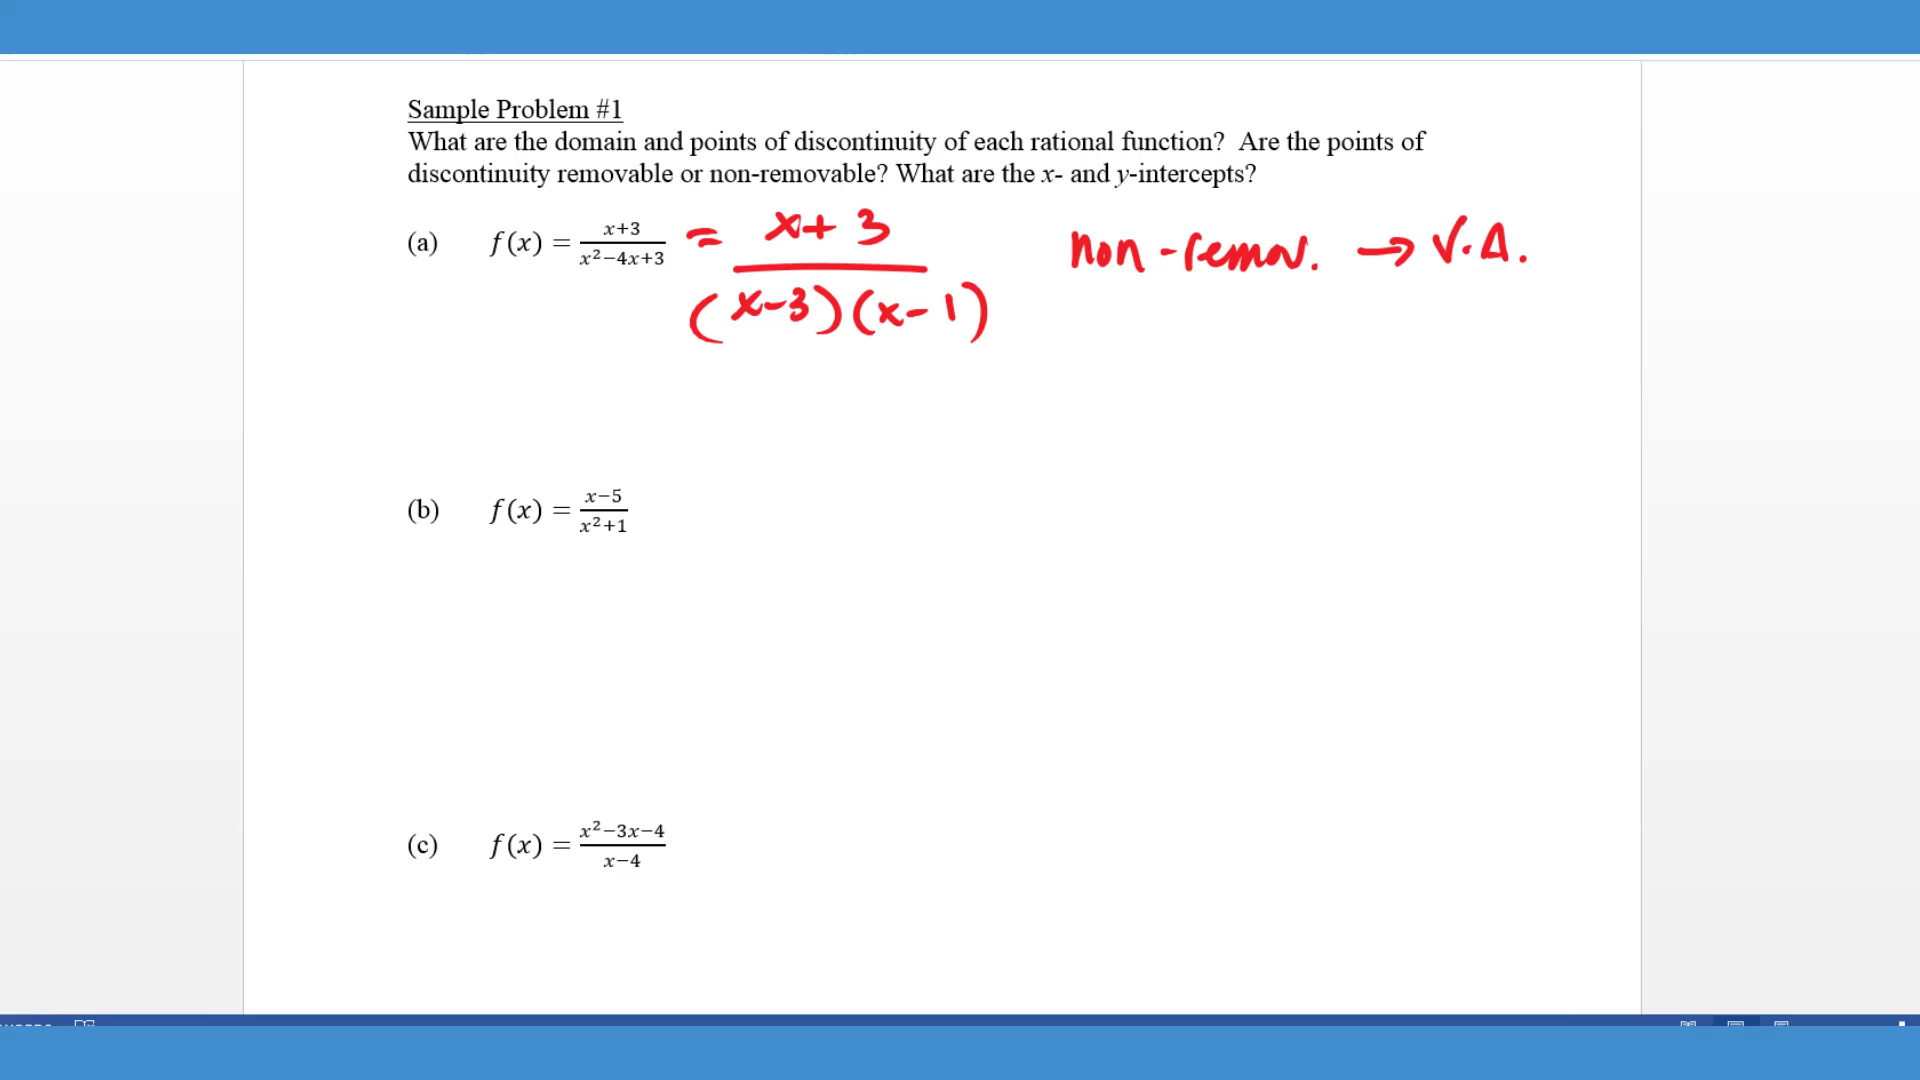 Sample Problem #1
What are the domain and points of discontinuity of each rational function? Are the points of
discontinuity removable or non-removable? What are the x- and y-intercepts?
(a) f(x) = (x+3)/(x²−4x+3) = (x+3)/((x-3)(x-1)) non-remov. → V.A.
(b) f(x) = (x−5)/(x²+1)
(c) f(x) = (x²−3x−4)/(x−4)